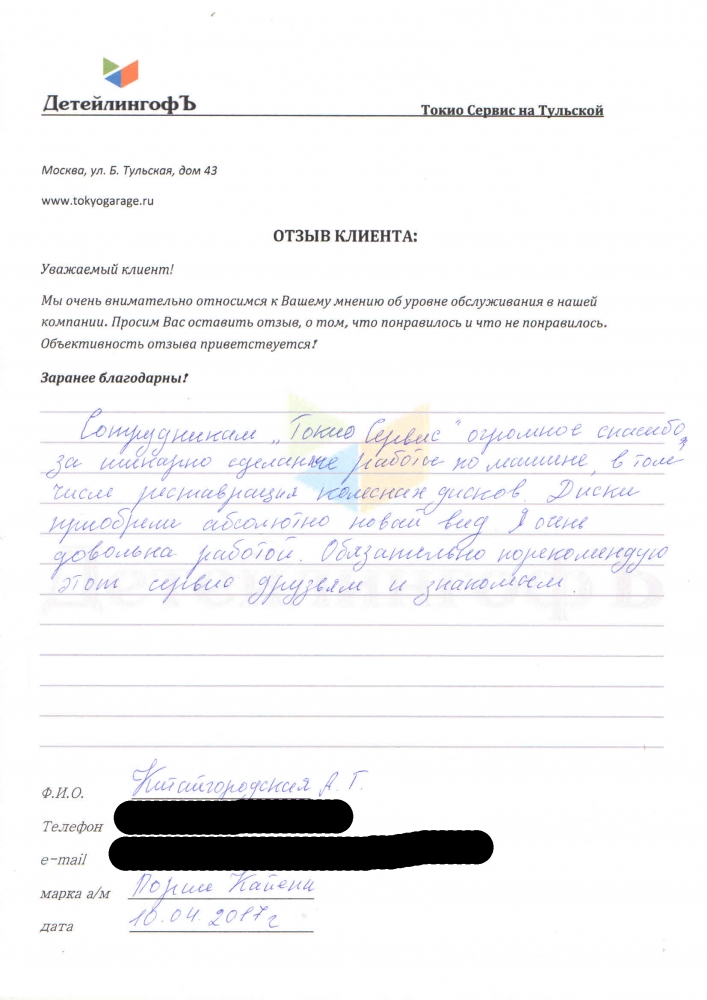 ДетейлингофЪ
Токио Сервис на Тульской
Москва, ул. Б. Тульская, дом 43
www.tokyogarage.ru
ОТЗЫВ КЛИЕНТА:
Уважаемый клиент!
Мы очень внимательно относимся к Вашему мнению об уровне обслуживания в нашей
компании. Просим Вас оставить отзыв, о том, что понравилось и что не понравилось.
Объективность отзыва приветствуется!
Заранее благодарны!
Сотрудникам „Токио Сервис" огромное спасибо,
за шикарно сделанные работы по машине, в том
числе реставрация колесных дисков. Диски
приобрели абсолютно новый вид. Я очень
довольна работой. Обязательно порекомендую
этот сервис друзьям и знакомым.
Ф.И.О. Китайгородская А. Г.
Телефон
e-mail
марка а/м Порше Кайенн
дата 10.04.2017г